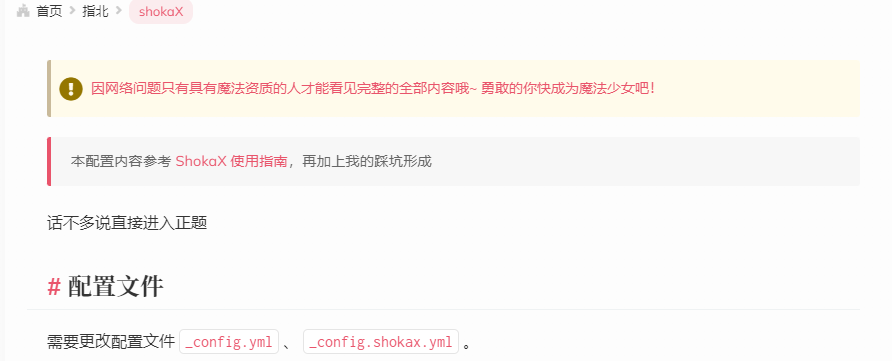 首页 > 指北 > shokaX
因网络问题只有具有魔法资质的人才能看见完整的全部内容哦~ 勇敢的你快成为魔法少女吧!
本配置内容参考 ShokaX 使用指南，再加上我的踩坑形成
话不多说直接进入正题
# 配置文件
需要更改配置文件 _config.yml 、 _config.shokax.yml 。